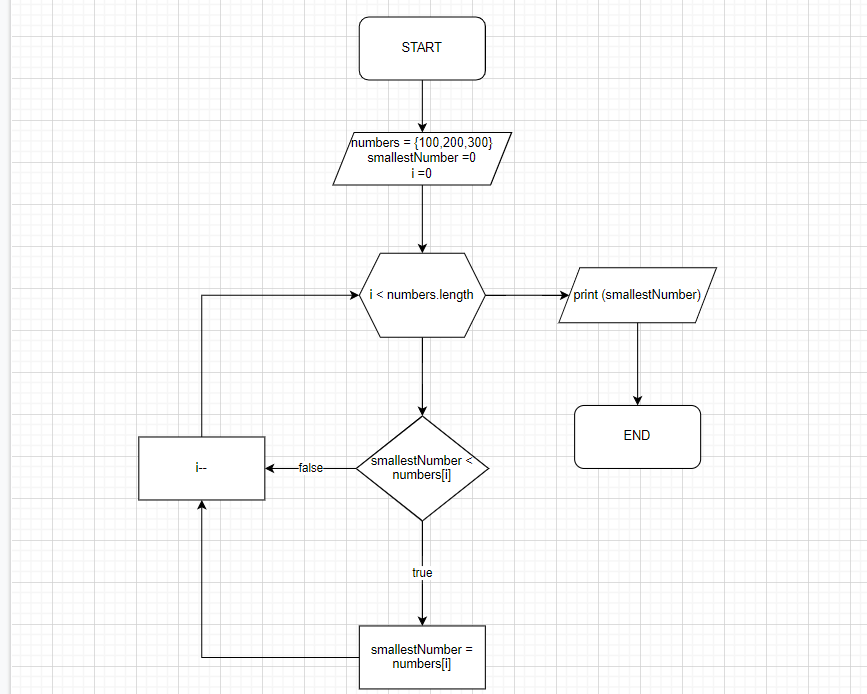 START
numbers = {100,200,300}
smallestNumber =0
i =0
i < numbers.length
print (smallestNumber)
END
smallestNumber <
numbers[i]
false
i--
true
smallestNumber =
numbers[i]